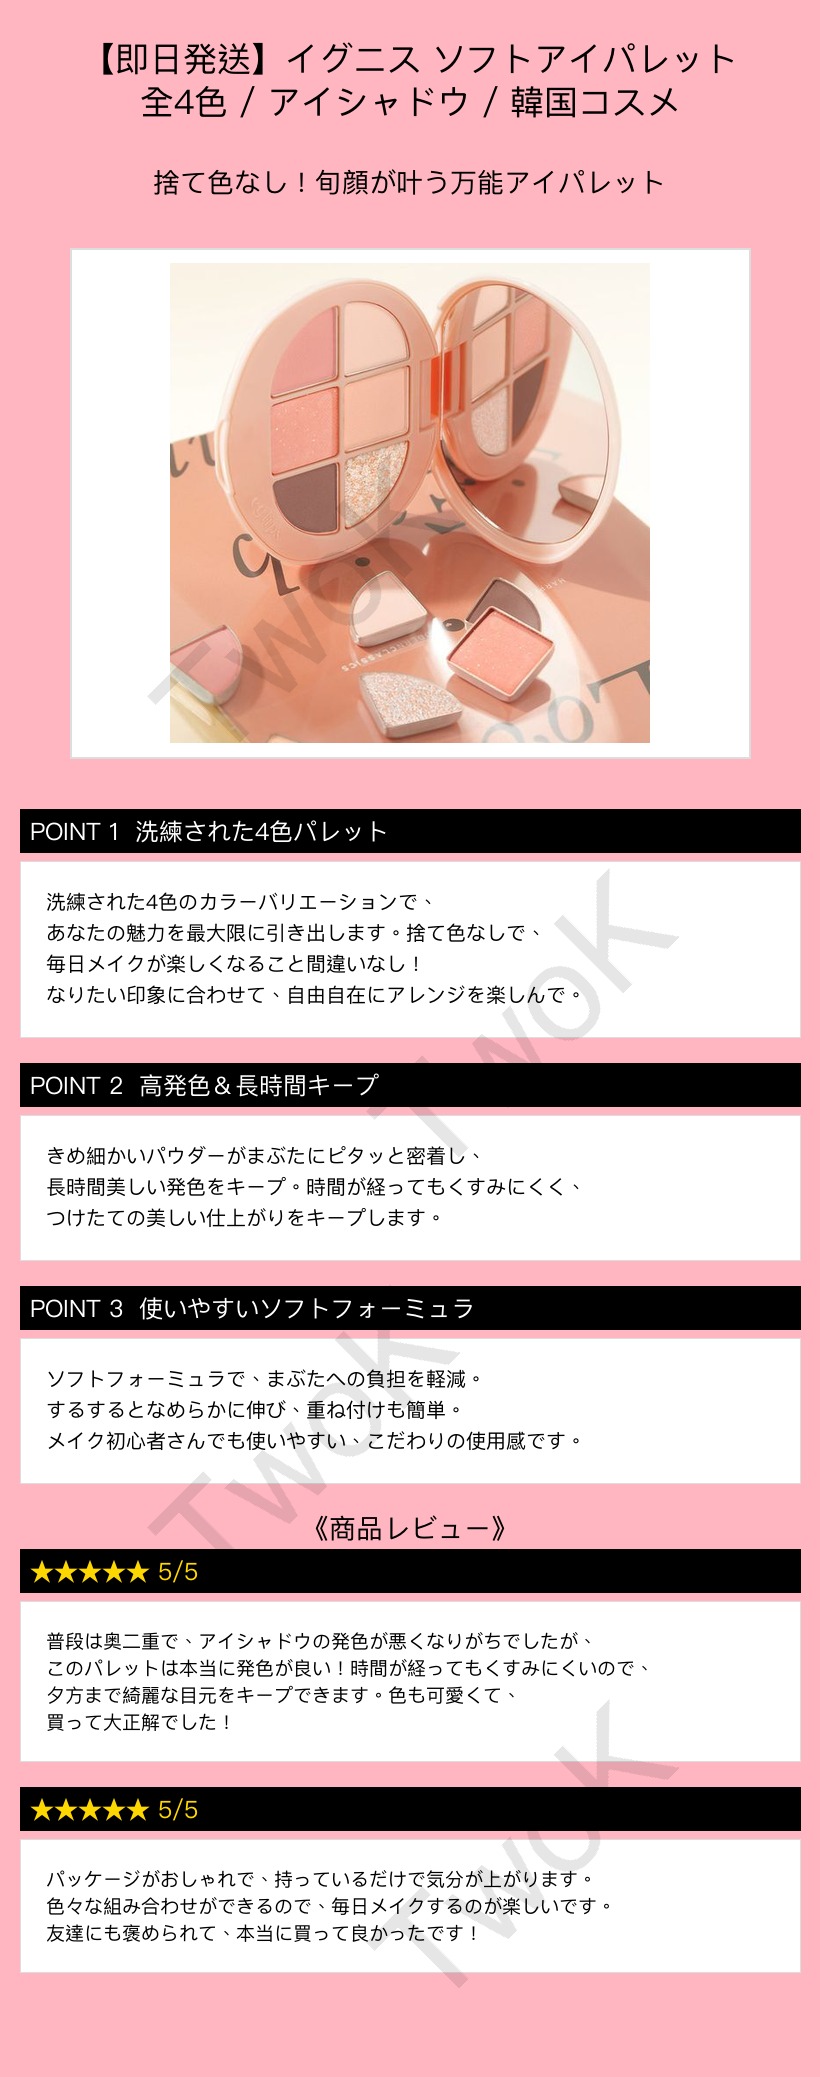 【即日発送】イグニス ソフトアイパレット
全4色 / アイシャドウ / 韓国コスメ
捨て色なし！旬顔が叶う万能アイパレット
TwoK
POINT 1 洗練された4色パレット
洗練された4色のカラーバリエーションで、
あなたの魅力を最大限に引き出します。捨て色なしで、
毎日メイクが楽しくなること間違いなし！
なりたい印象に合わせて、自由自在にアレンジを楽しんで。
TwoK
POINT 2 高発色＆長時間キープ
きめ細かいパウダーがまぶたにピタッと密着し、
長時間美しい発色をキープ。時間が経ってもくすみにくく、
つけたての美しい仕上がりをキープします。
POINT 3 使いやすいソフトフォーミュラ
ソフトフォーミュラで、まぶたへの負担を軽減。
するするとなめらかに伸び、重ね付けも簡単。
メイク初心者さんでも使いやすい、こだわりの使用感です。
TwoK
《商品レビュー》
★★★★★ 5/5
普段は奥二重で、アイシャドウの発色が悪くなりがちでしたが、
このパレットは本当に発色が良い！時間が経ってもくすみにくいので、
夕方まで綺麗な目元をキープできます。色も可愛くて、
買って大正解でした！
TwoK
★★★★★ 5/5
パッケージがおしゃれで、持っているだけで気分が上がります。
色々な組み合わせができるので、毎日メイクするのが楽しいです。
友達にも褒められて、本当に買って良かったです！